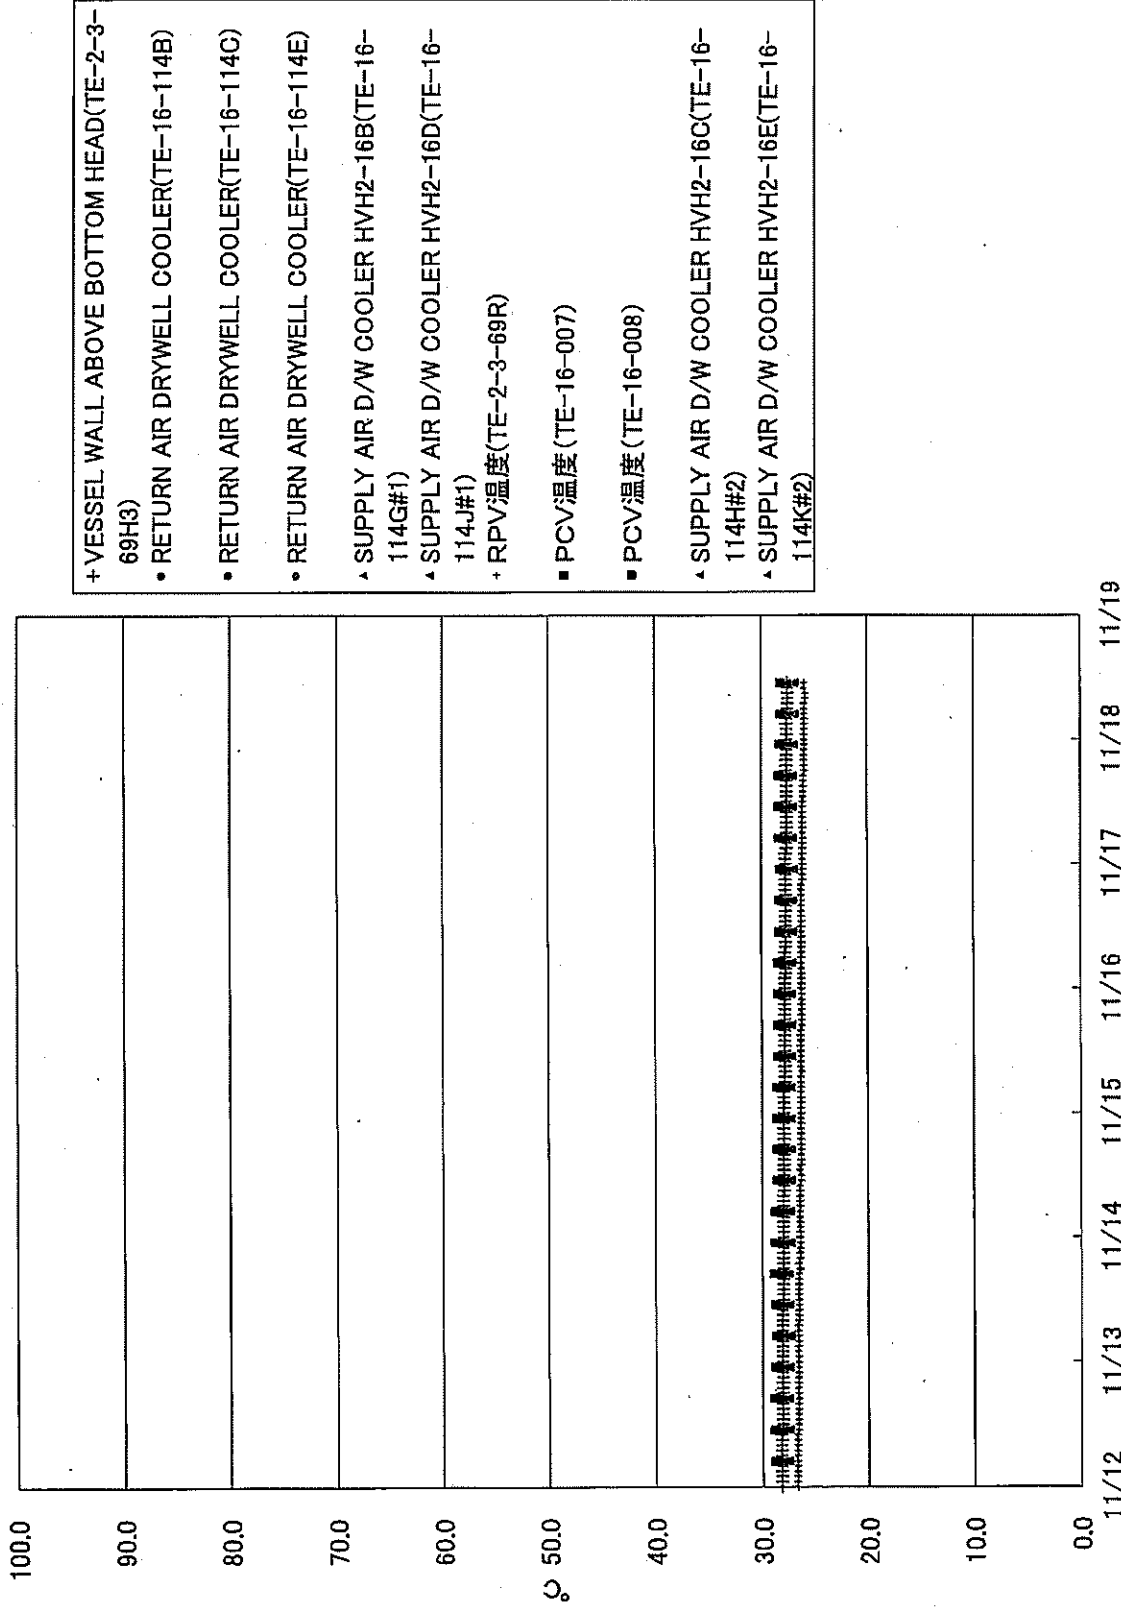 100.0
90.0
80.0
70.0
60.0
50.0
40.0
30.0
20.0
10.0
0.0
℃
11/12
11/13
11/14
11/15
11/16
11/17
11/18
11/19
+ VESSEL WALL ABOVE BOTTOM HEAD(TE-2-3-
69H3)
• RETURN AIR DRYWELL COOLER(TE-16-114B)
• RETURN AIR DRYWELL COOLER(TE-16-114C)
• RETURN AIR DRYWELL COOLER(TE-16-114E)
▲ SUPPLY AIR D/W COOLER HVH2-16B(TE-16-
114G#1)
▲ SUPPLY AIR D/W COOLER HVH2-16D(TE-16-
114J#1)
+ RPV温度(TE-2-3-69R)
■ PCV温度(TE-16-007)
■ PCV温度(TE-16-008)
▲ SUPPLY AIR D/W COOLER HVH2-16C(TE-16-
114H#2)
▲ SUPPLY AIR D/W COOLER HVH2-16E(TE-16-
114K#2)